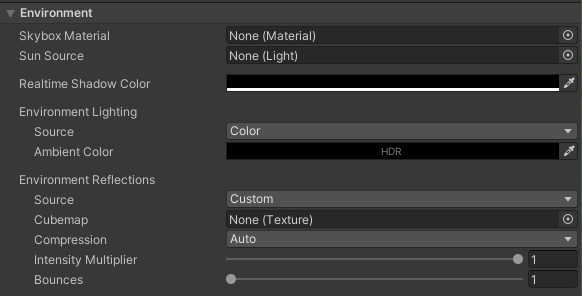 Environment
Skybox Material None (Material)
Sun Source None (Light)
Realtime Shadow Color
Environment Lighting
Source Color
Ambient Color HDR
Environment Reflections
Source Custom
Cubemap None (Texture)
Compression Auto
Intensity Multiplier 1
Bounces 1